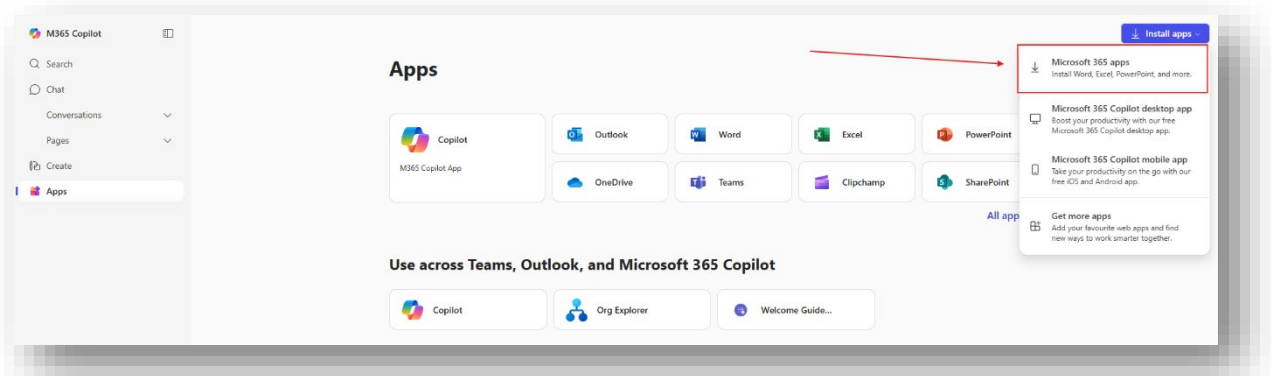 M365 Copilot
Search
Chat
Conversations
Pages
Create
Apps
Install apps
Apps
Copilot
M365 Copilot App
Outlook
Word
Excel
PowerPoint
OneDrive
Teams
Clipchamp
SharePoint
All app
Microsoft 365 apps
Install Word, Excel, PowerPoint, and more.
Microsoft 365 Copilot desktop app
Boost your productivity with our free
Microsoft 365 Copilot desktop app.
Microsoft 365 Copilot mobile app
Take your productivity on the go with our
free iOS and Android app.
Get more apps
Add your favourite web apps and find
new ways to work smarter together.
Use across Teams, Outlook, and Microsoft 365 Copilot
Copilot
Org Explorer
Welcome Guide...